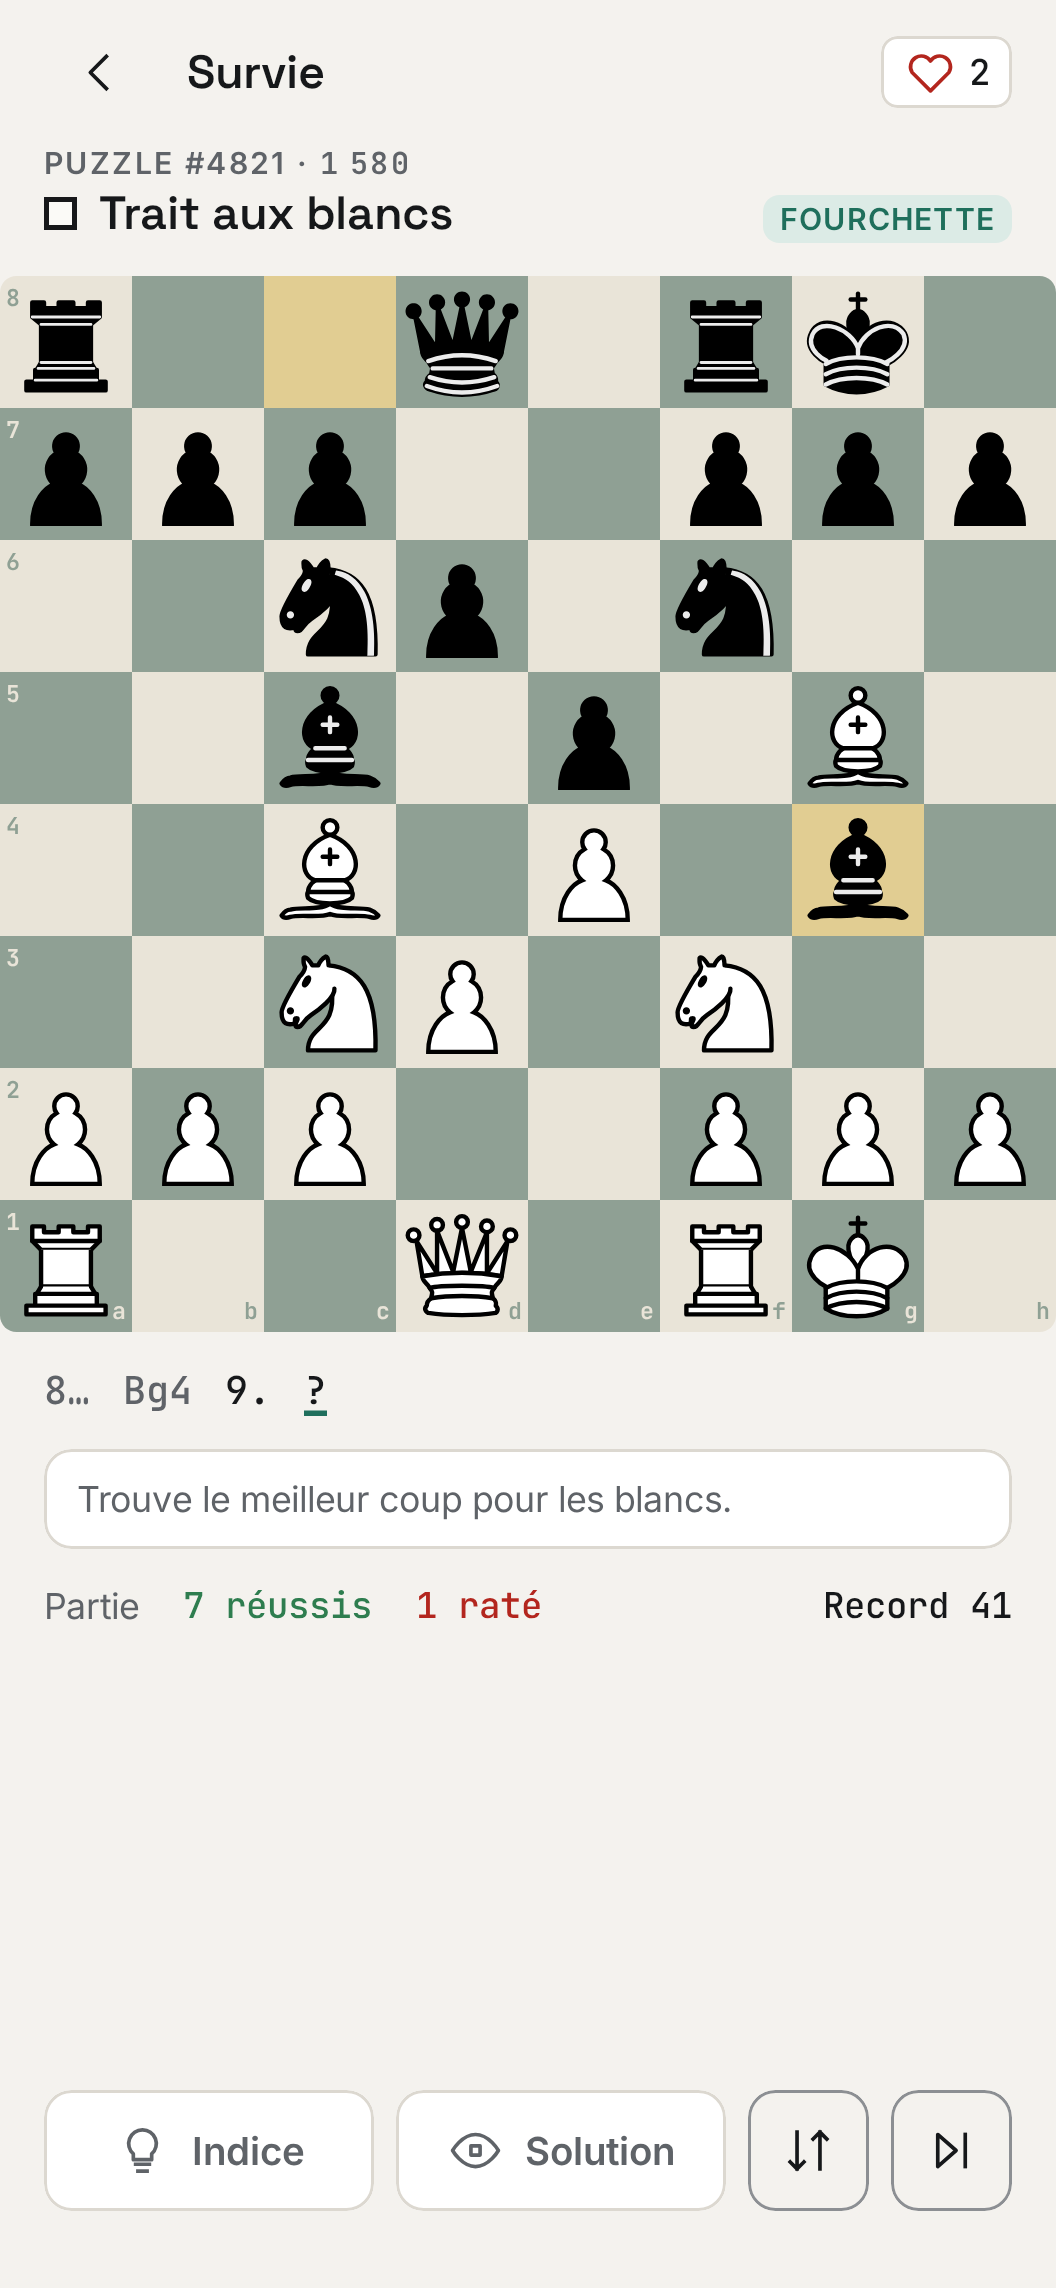 Survie
2
PUZZLE #4821 · 1 580
Trait aux blancs
FOURCHETTE
8
7
6
5
4
3
2
1
a b c d e f g h
8… Bg4 9. ?
Trouve le meilleur coup pour les blancs.
Partie 7 réussis 1 raté Record 41
Indice
Solution